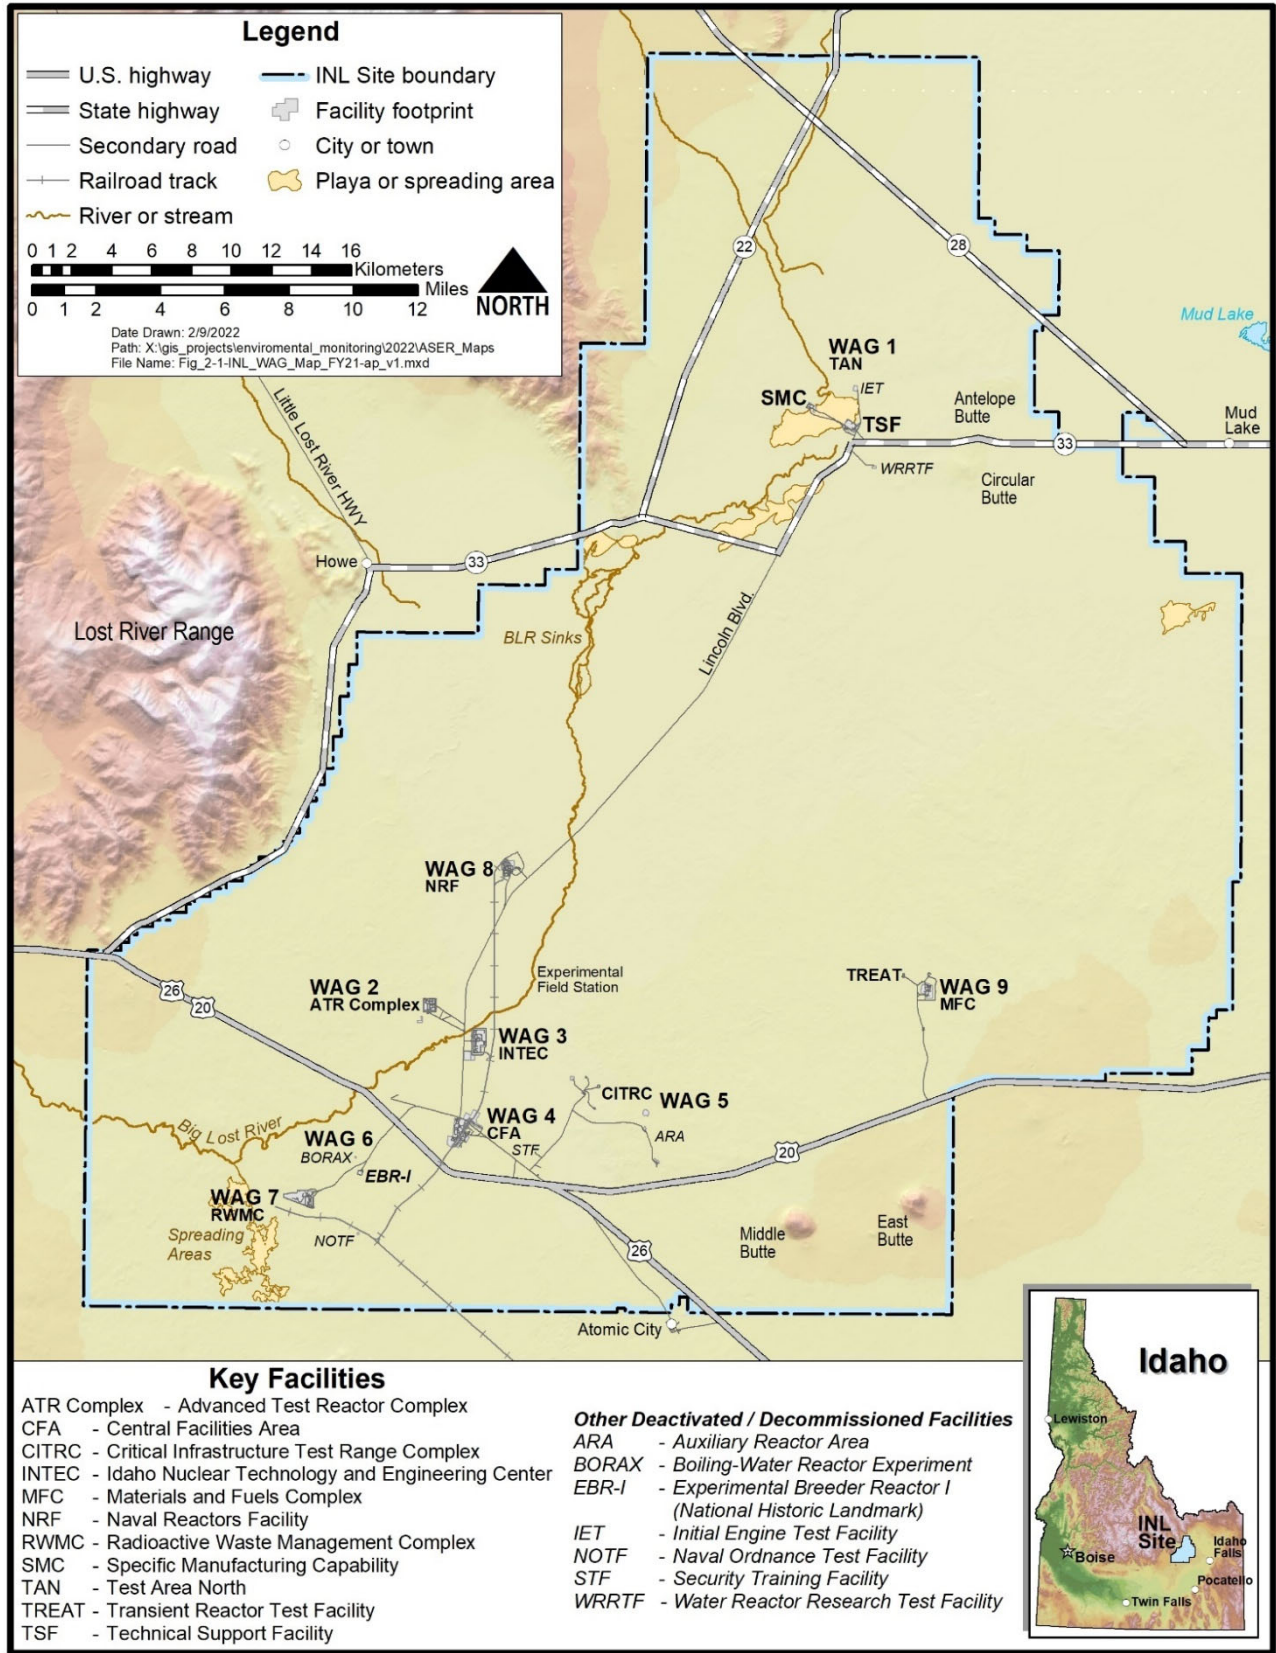 Legend
U.S. highway
INL Site boundary
State highway
Facility footprint
Secondary road
City or town
Railroad track
Playa or spreading area
River or stream
0 1 2 4 6 8 10 12 14 16
Kilometers
Miles
0 1 2 4 6 8 10 12
NORTH
Date Drawn: 2/9/2022
Path: X:\gis_projects\enviromental_monitoring\2022\ASER_Maps
File Name: Fig_2-1-INL_WAG_Map_FY21-ap_v1.mxd
22
28
Mud Lake
WAG 1
TAN
IET
SMC
TSF
Antelope
Butte
Mud
Lake
33
WRRTF
Circular
Butte
Little Lost River HWY
Howe
33
BLR Sinks
Lincoln Blvd.
Lost River Range
WAG 8
NRF
Experimental
Field Station
TREAT
WAG 9
MFC
26
20
WAG 2
ATR Complex
WAG 3
INTEC
CITRC
WAG 5
ARA
WAG 4
CFA
STF
Big Lost River
WAG 6
BORAX
EBR-I
20
WAG 7
RWMC
Spreading
Areas
NOTF
26
Middle
Butte
East
Butte
Atomic City
Key Facilities
ATR Complex - Advanced Test Reactor Complex
CFA - Central Facilities Area
CITRC - Critical Infrastructure Test Range Complex
INTEC - Idaho Nuclear Technology and Engineering Center
MFC - Materials and Fuels Complex
NRF - Naval Reactors Facility
RWMC - Radioactive Waste Management Complex
SMC - Specific Manufacturing Capability
TAN - Test Area North
TREAT - Transient Reactor Test Facility
TSF - Technical Support Facility
Other Deactivated / Decommissioned Facilities
ARA - Auxiliary Reactor Area
BORAX - Boiling-Water Reactor Experiment
EBR-I - Experimental Breeder Reactor I
(National Historic Landmark)
IET - Initial Engine Test Facility
NOTF - Naval Ordnance Test Facility
STF - Security Training Facility
WRRTF - Water Reactor Research Test Facility
Idaho
Lewiston
INL
Site
Idaho
Falls
Boise
Pocatello
Twin Falls